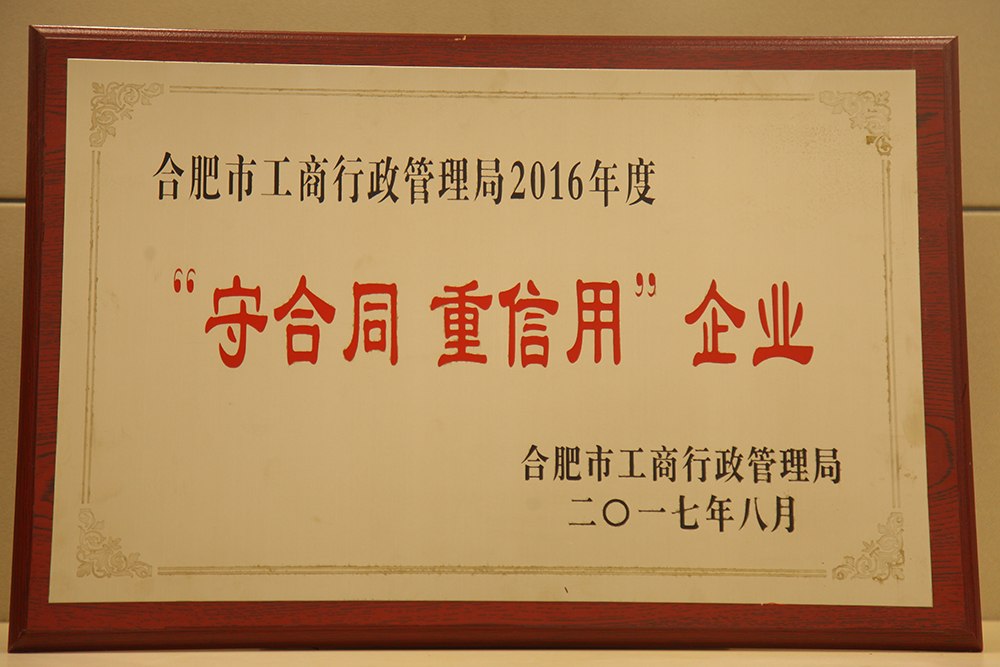 合肥市工商行政管理局2016年度
“守合同 重信用” 企业
合肥市工商行政管理局
二〇一七年八月